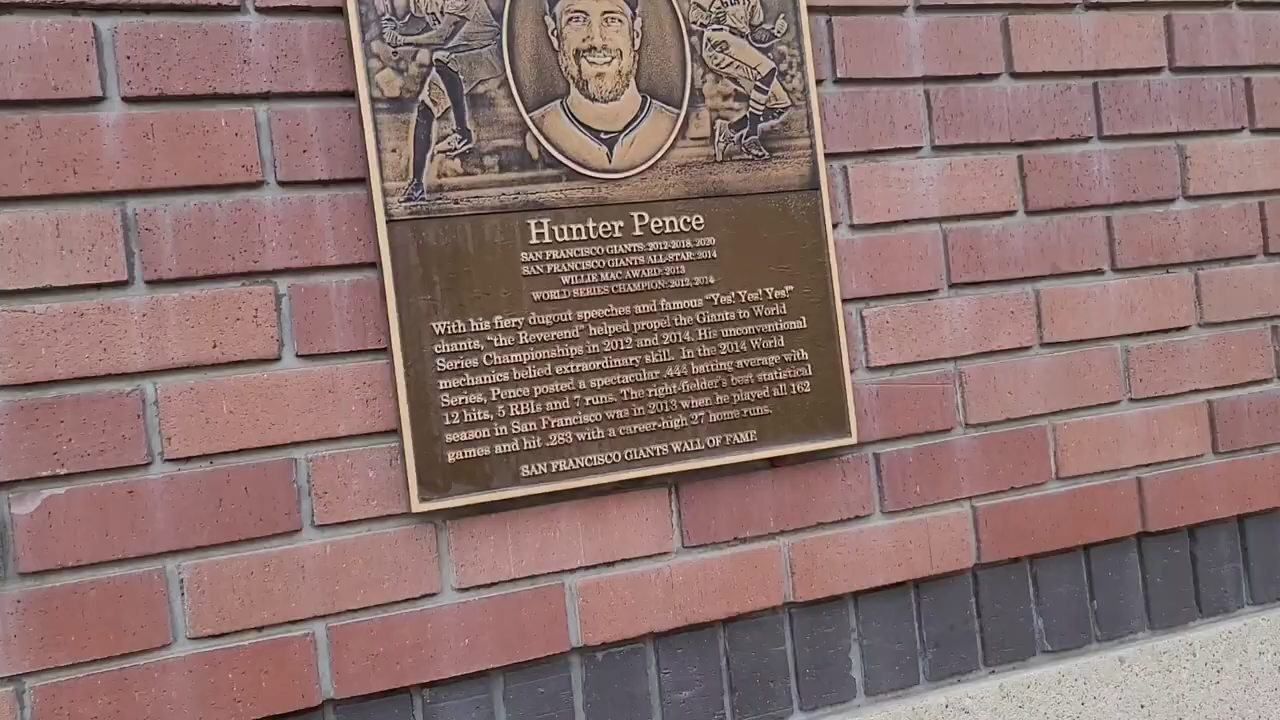 Hunter Pence
SAN FRANCISCO GIANTS: 2012-2018, 2020
SAN FRANCISCO GIANTS ALL-STAR: 2014
WILLIE MAC AWARD: 2013
WORLD SERIES CHAMPION: 2012, 2014
With his fiery dugout speeches and famous "Yes! Yes! Yes!"
chants, "the Reverend" helped propel the Giants to World
Series Championships in 2012 and 2014. His unconventional
mechanics belied extraordinary skill. In the 2014 World
Series, Pence posted a spectacular .444 batting average with
12 hits, 5 RBIs and 7 runs. The right-fielder's best statistical
season in San Francisco was in 2013 when he played all 162
games and hit .283 with a career-high 27 home runs.
SAN FRANCISCO GIANTS WALL OF FAME